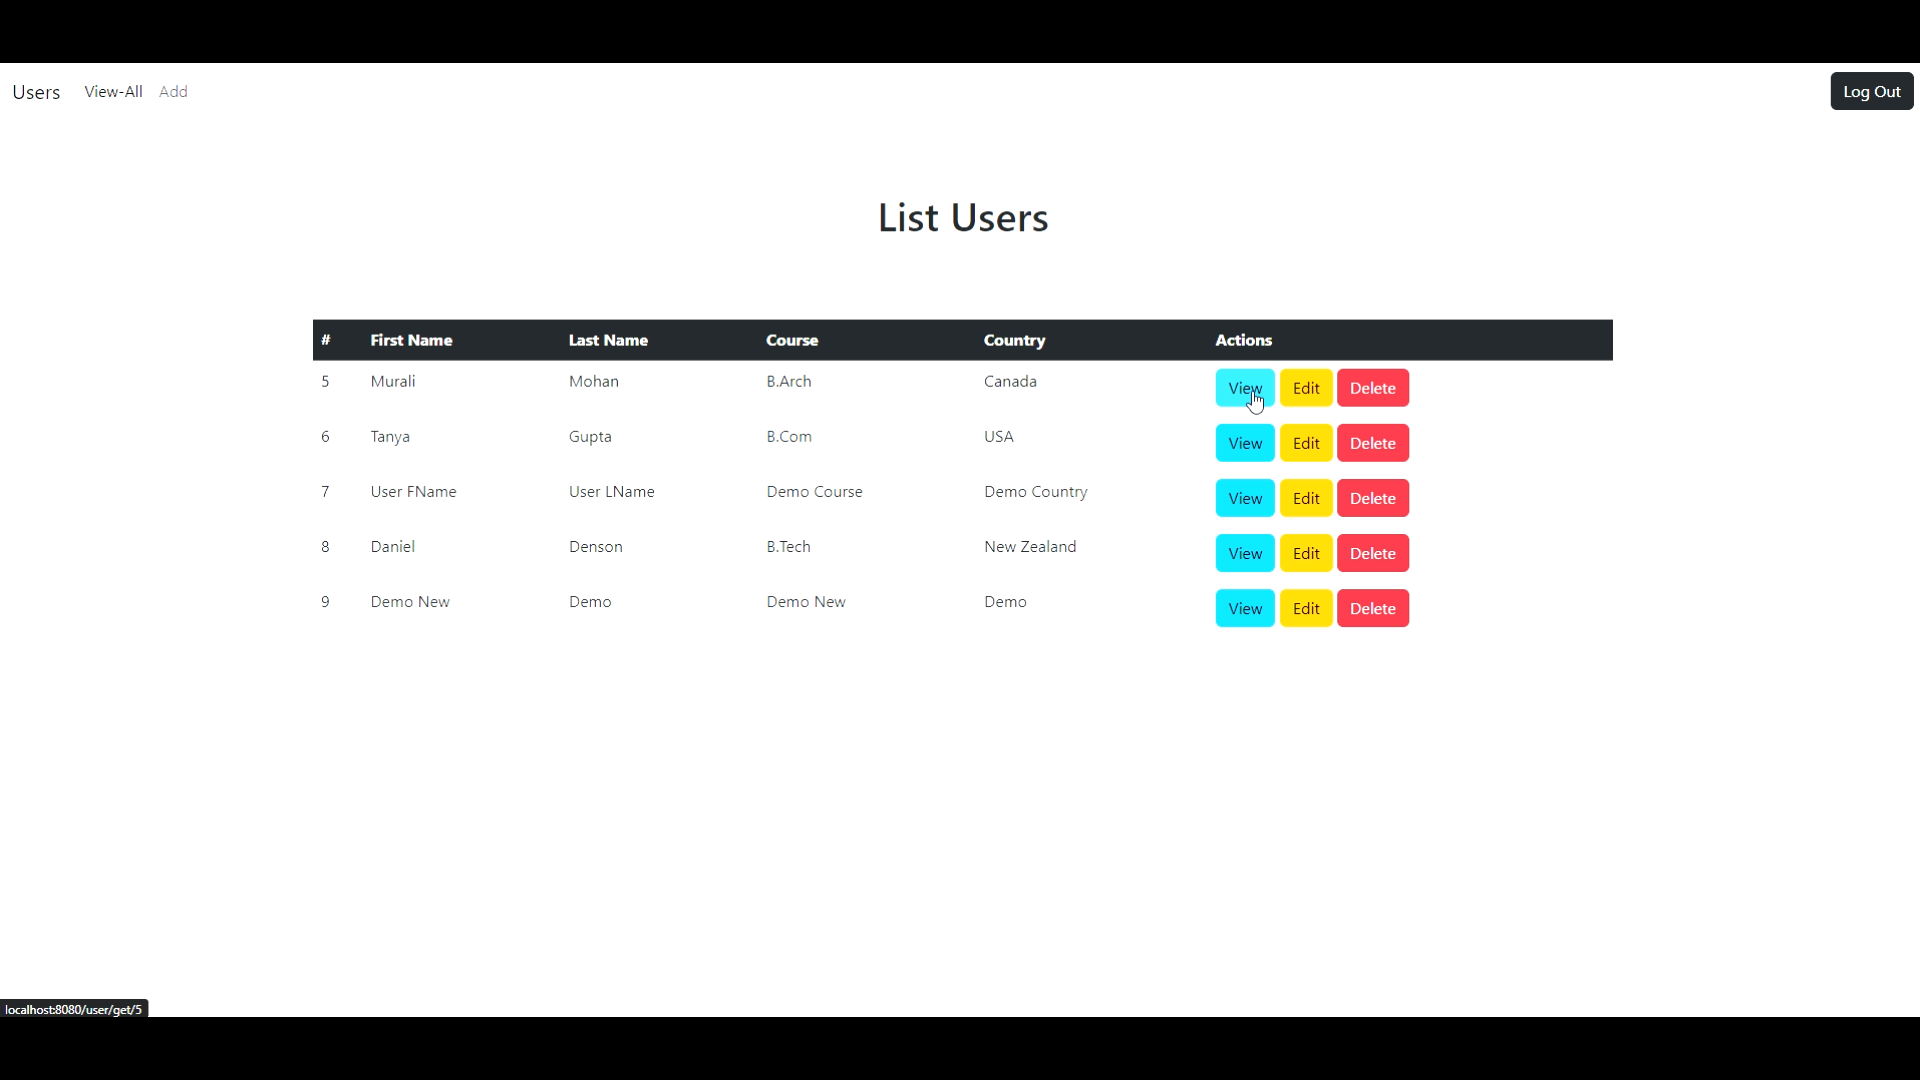 Users View-All Add Log Out
List Users
# First Name Last Name Course Country Actions
5 Murali Mohan B.Arch Canada View Edit Delete
6 Tanya Gupta B.Com USA View Edit Delete
7 User FName User LName Demo Course Demo Country View Edit Delete
8 Daniel Denson B.Tech New Zealand View Edit Delete
9 Demo New Demo Demo New Demo View Edit Delete
localhost:8080/user/get/5